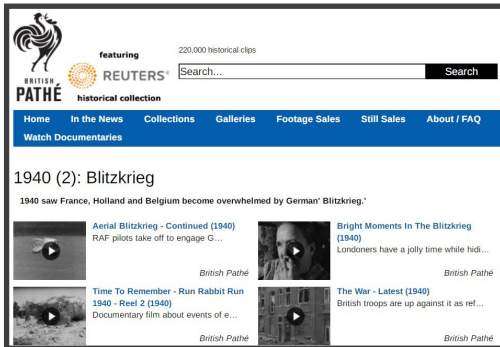 featuring
220,000 historical clips
REUTERS
Search...
Search
BRITISH
PATHÉ
historical collection
Home In the News Collections Galleries Footage Sales Still Sales About / FAQ
Watch Documentaries
1940 (2): Blitzkrieg
1940 saw France, Holland and Belgium become overwhelmed by German' Blitzkrieg.'
Aerial Blitzkrieg - Continued (1940)
RAF pilots take off to engage G...
British Pathé
Bright Moments In The Blitzkrieg
(1940)
Londoners have a jolly time while hidi...
British Pathé
Time To Remember - Run Rabbit Run
1940 - Reel 2 (1940)
Documentary film about events of e...
British Pathé
The War - Latest (1940)
British troops are up against it as ref...
British Pathé